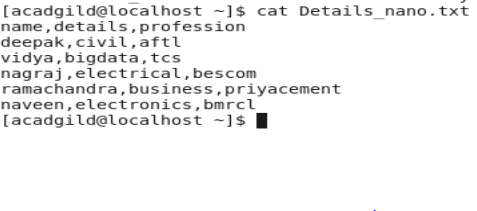 [acadgild@localhost ~]$ cat Details_nano.txt
name,details,profession
deepak,civil,aftl
vidya,bigdata,tcs
nagraj,electrical,bescom
ramachandra,business,priyacement
naveen,electronics,bmrcl
[acadgild@localhost ~]$